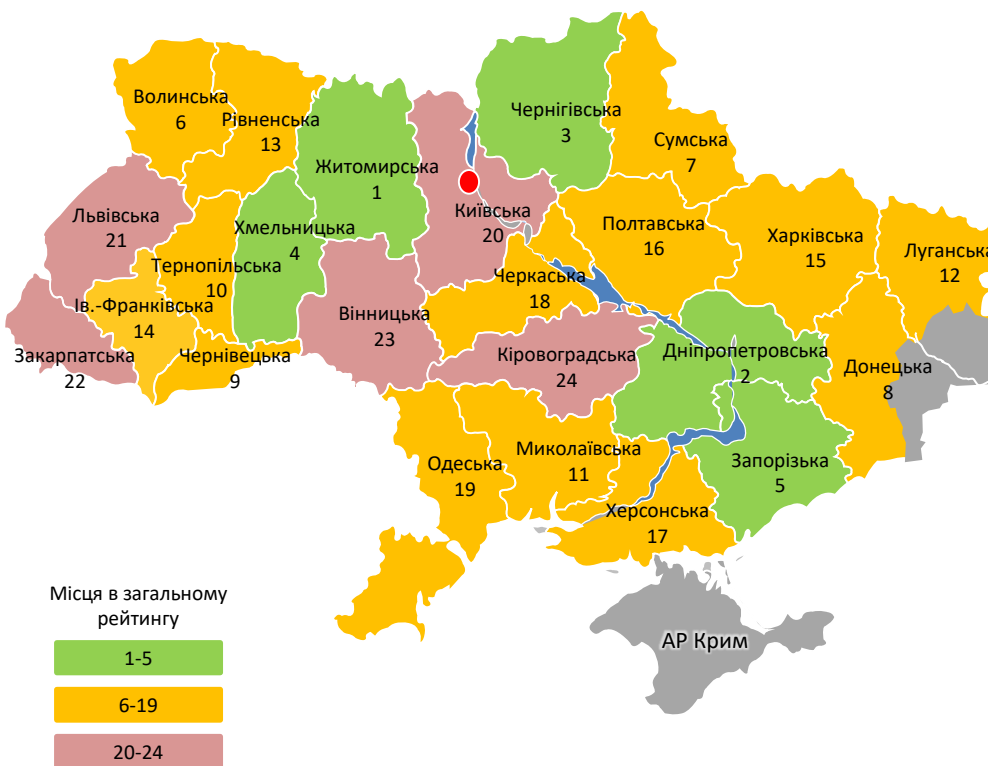 Волинська
6
Рівненська
13
Житомирська
1
Чернігівська
3
Сумська
7
Львівська
21
Хмельницька
4
Київська
20
Полтавська
16
Харківська
15
Луганська
12
Тернопільська
10
Ів.-Франківська
14
Черкаська
18
Вінницька
23
Закарпатська
22
Чернівецька
9
Кіровоградська
24
Дніпропетровська
2
Донецька
8
Одеська
19
Миколаївська
11
Запорізька
5
Херсонська
17
АР Крим
Місця в загальному
рейтингу
1-5
6-19
20-24